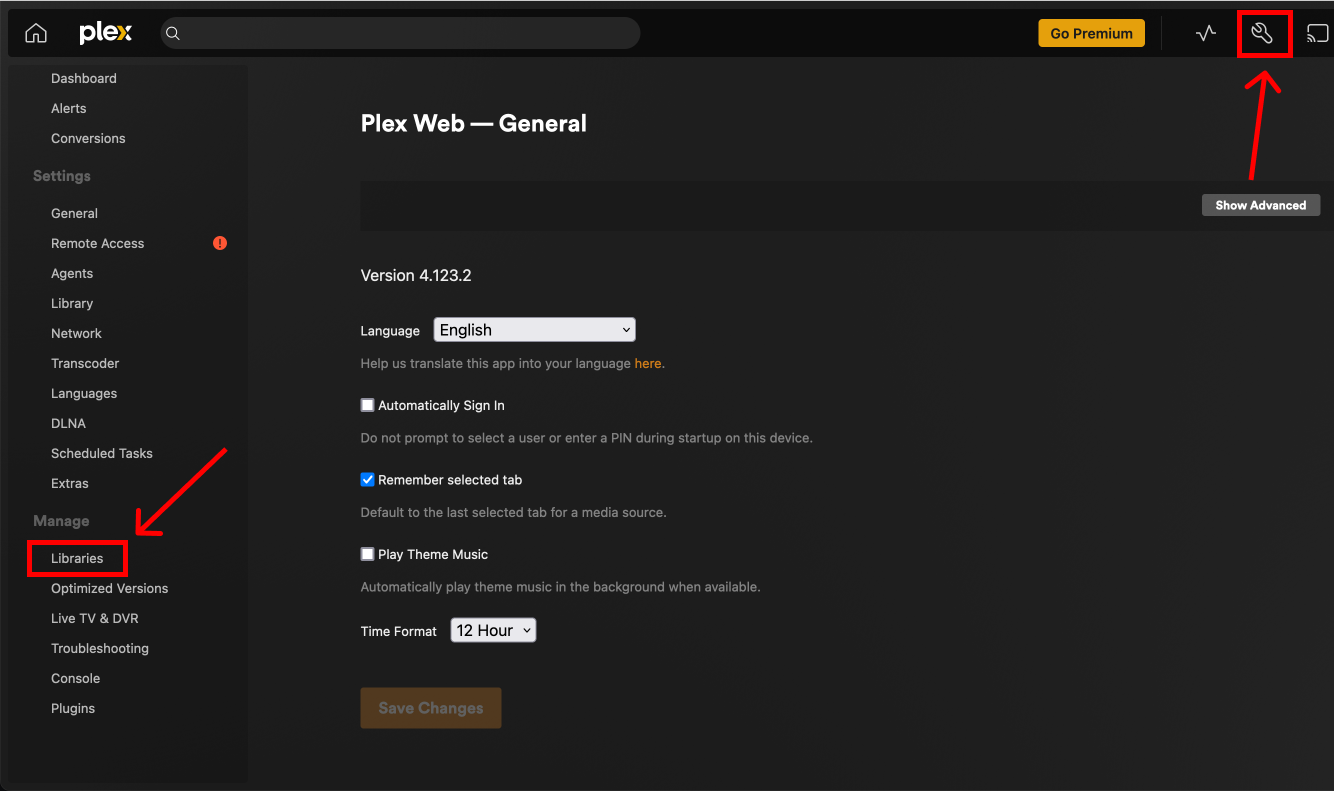 plex
Go Premium
Dashboard
Alerts
Conversions
Settings
General
Remote Access
!
Agents
Library
Network
Transcoder
Languages
DLNA
Scheduled Tasks
Extras
Manage
Libraries
Optimized Versions
Live TV & DVR
Troubleshooting
Console
Plugins
Plex Web — General
Show Advanced
Version 4.123.2
Language English
Help us translate this app into your language here.
Automatically Sign In
Do not prompt to select a user or enter a PIN during startup on this device.
Remember selected tab
Default to the last selected tab for a media source.
Play Theme Music
Automatically play theme music in the background when available.
Time Format 12 Hour
Save Changes